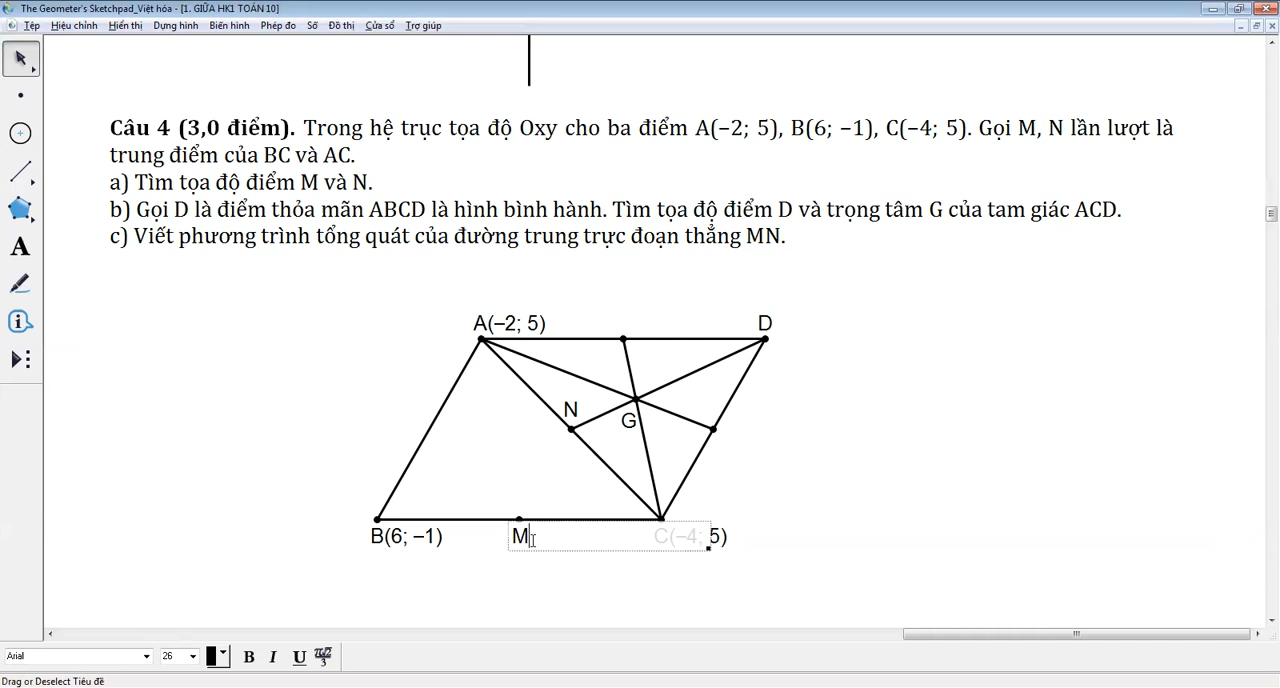 The Geometer's Sketchpad_Việt hóa - [1. GIỮA HK1 TOÁN 10]
Tệp Hiệu chỉnh Hiển thị Dựng hình Biến hình Phép đo Số Đồ thị Cửa sổ Trợ giúp
Câu 4 (3,0 điểm). Trong hệ trục tọa độ Oxy cho ba điểm A(−2; 5), B(6; −1), C(−4; 5). Gọi M, N lần lượt là
trung điểm của BC và AC.
a) Tìm tọa độ điểm M và N.
b) Gọi D là điểm thỏa mãn ABCD là hình bình hành. Tìm tọa độ điểm D và trọng tâm G của tam giác ACD.
c) Viết phương trình tổng quát của đường trung trực đoạn thẳng MN.
A(−2; 5) D
N
G
B(6; −1) M C(−4; 5)
Arial 26 B I U
Drag or Deselect Tiêu đề